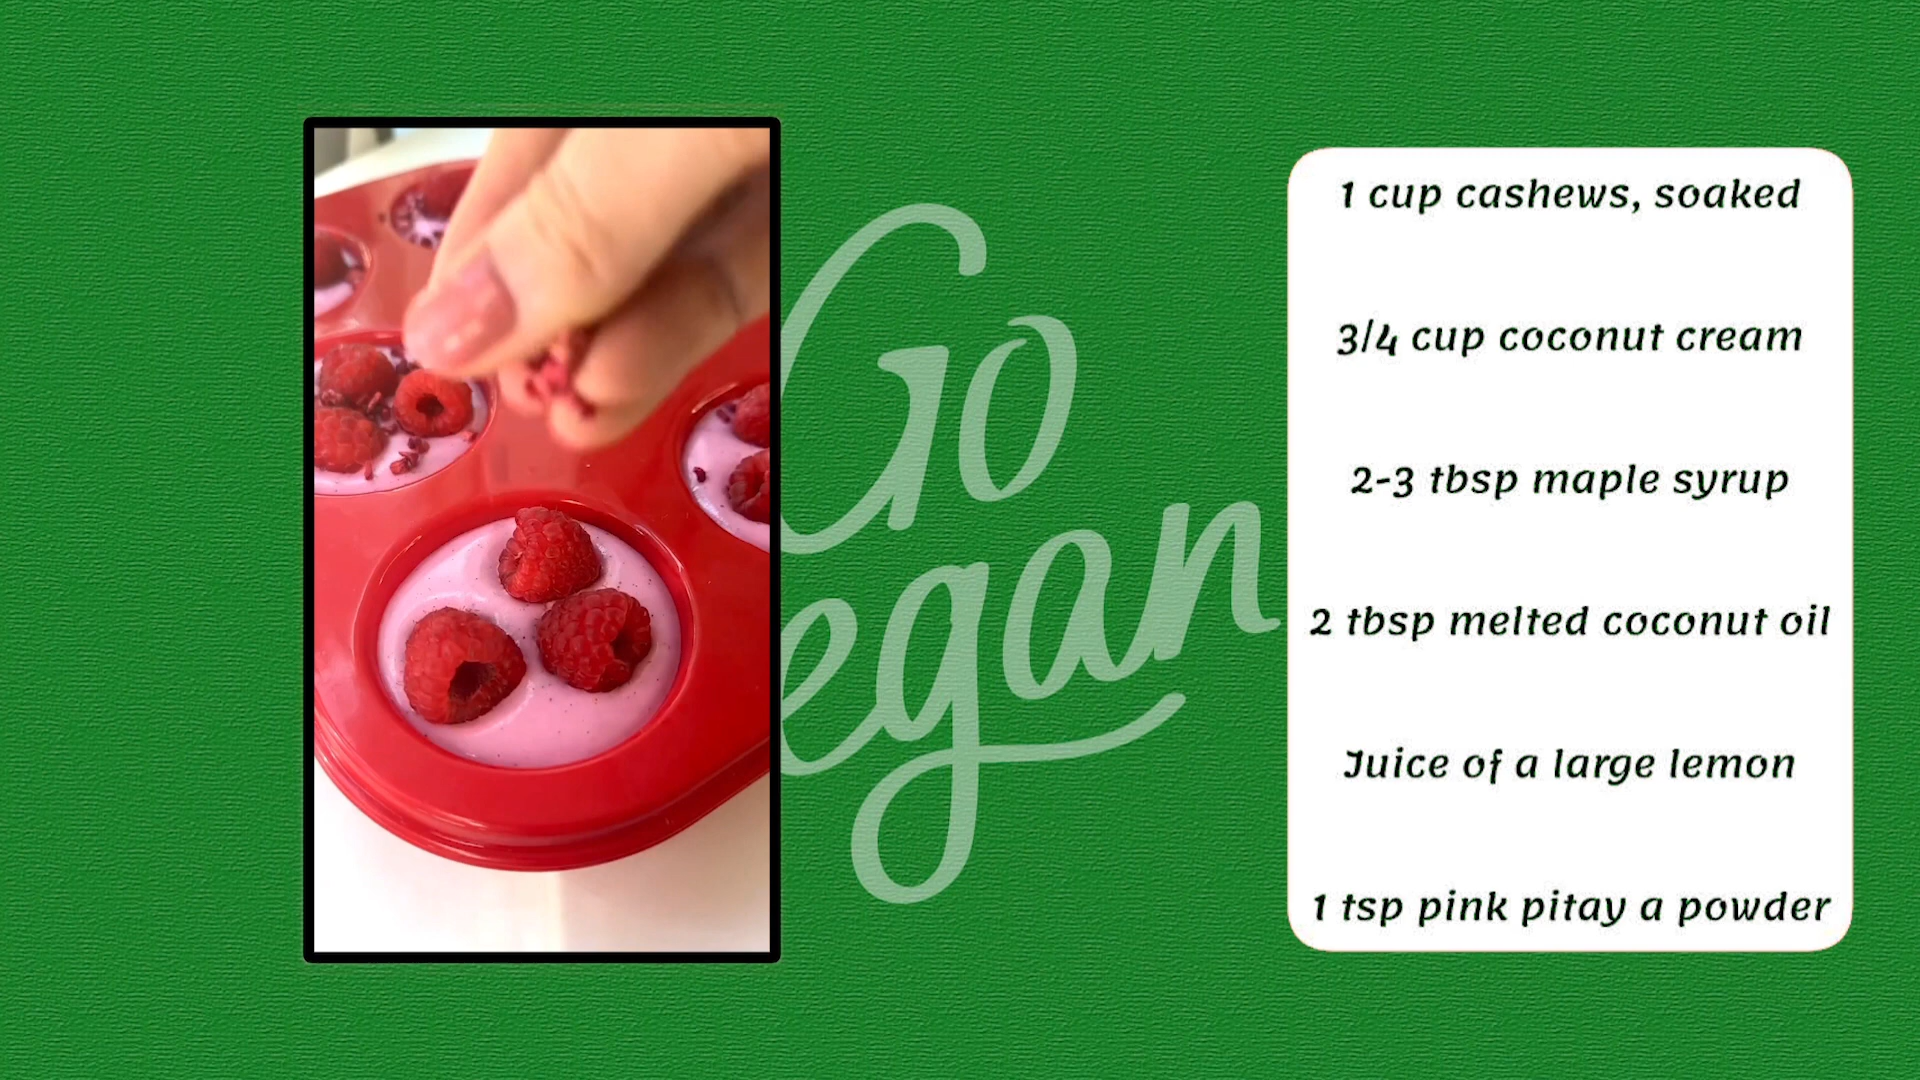 Go
egan
1 cup cashews, soaked
3/4 cup coconut cream
2-3 tbsp maple syrup
2 tbsp melted coconut oil
Juice of a large lemon
1 tsp pink pitay a powder